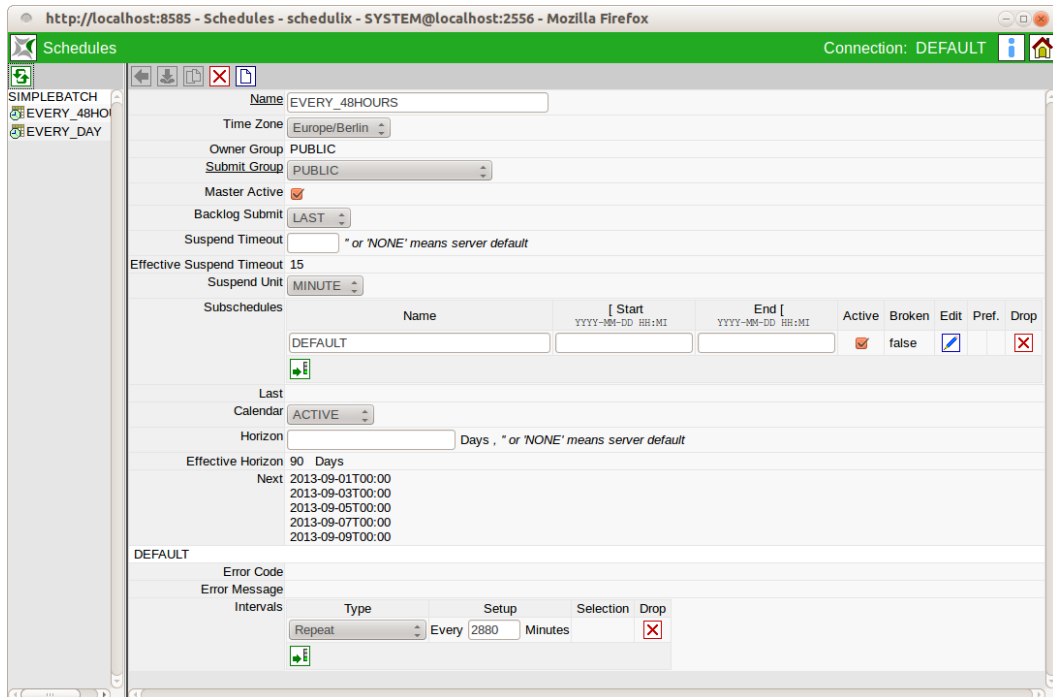 http://localhost:8585 - Schedules - schedulix - SYSTEM@localhost:2556 - Mozilla Firefox
Schedules Connection: DEFAULT
SIMPLEBATCH
EVERY_48HO
EVERY_DAY
Name EVERY_48HOURS
Time Zone Europe/Berlin
Owner Group PUBLIC
Submit Group PUBLIC
Master Active
Backlog Submit LAST
Suspend Timeout '' or 'NONE' means server default
Effective Suspend Timeout 15
Suspend Unit MINUTE
Subschedules Name [ Start YYYY-MM-DD HH:MI End [ YYYY-MM-DD HH:MI Active Broken Edit Pref. Drop
DEFAULT false
Last
Calendar ACTIVE
Horizon Days , '' or 'NONE' means server default
Effective Horizon 90 Days
Next 2013-09-01T00:00
2013-09-03T00:00
2013-09-05T00:00
2013-09-07T00:00
2013-09-09T00:00
DEFAULT
Error Code
Error Message
Intervals Type Setup Selection Drop
Repeat Every 2880 Minutes